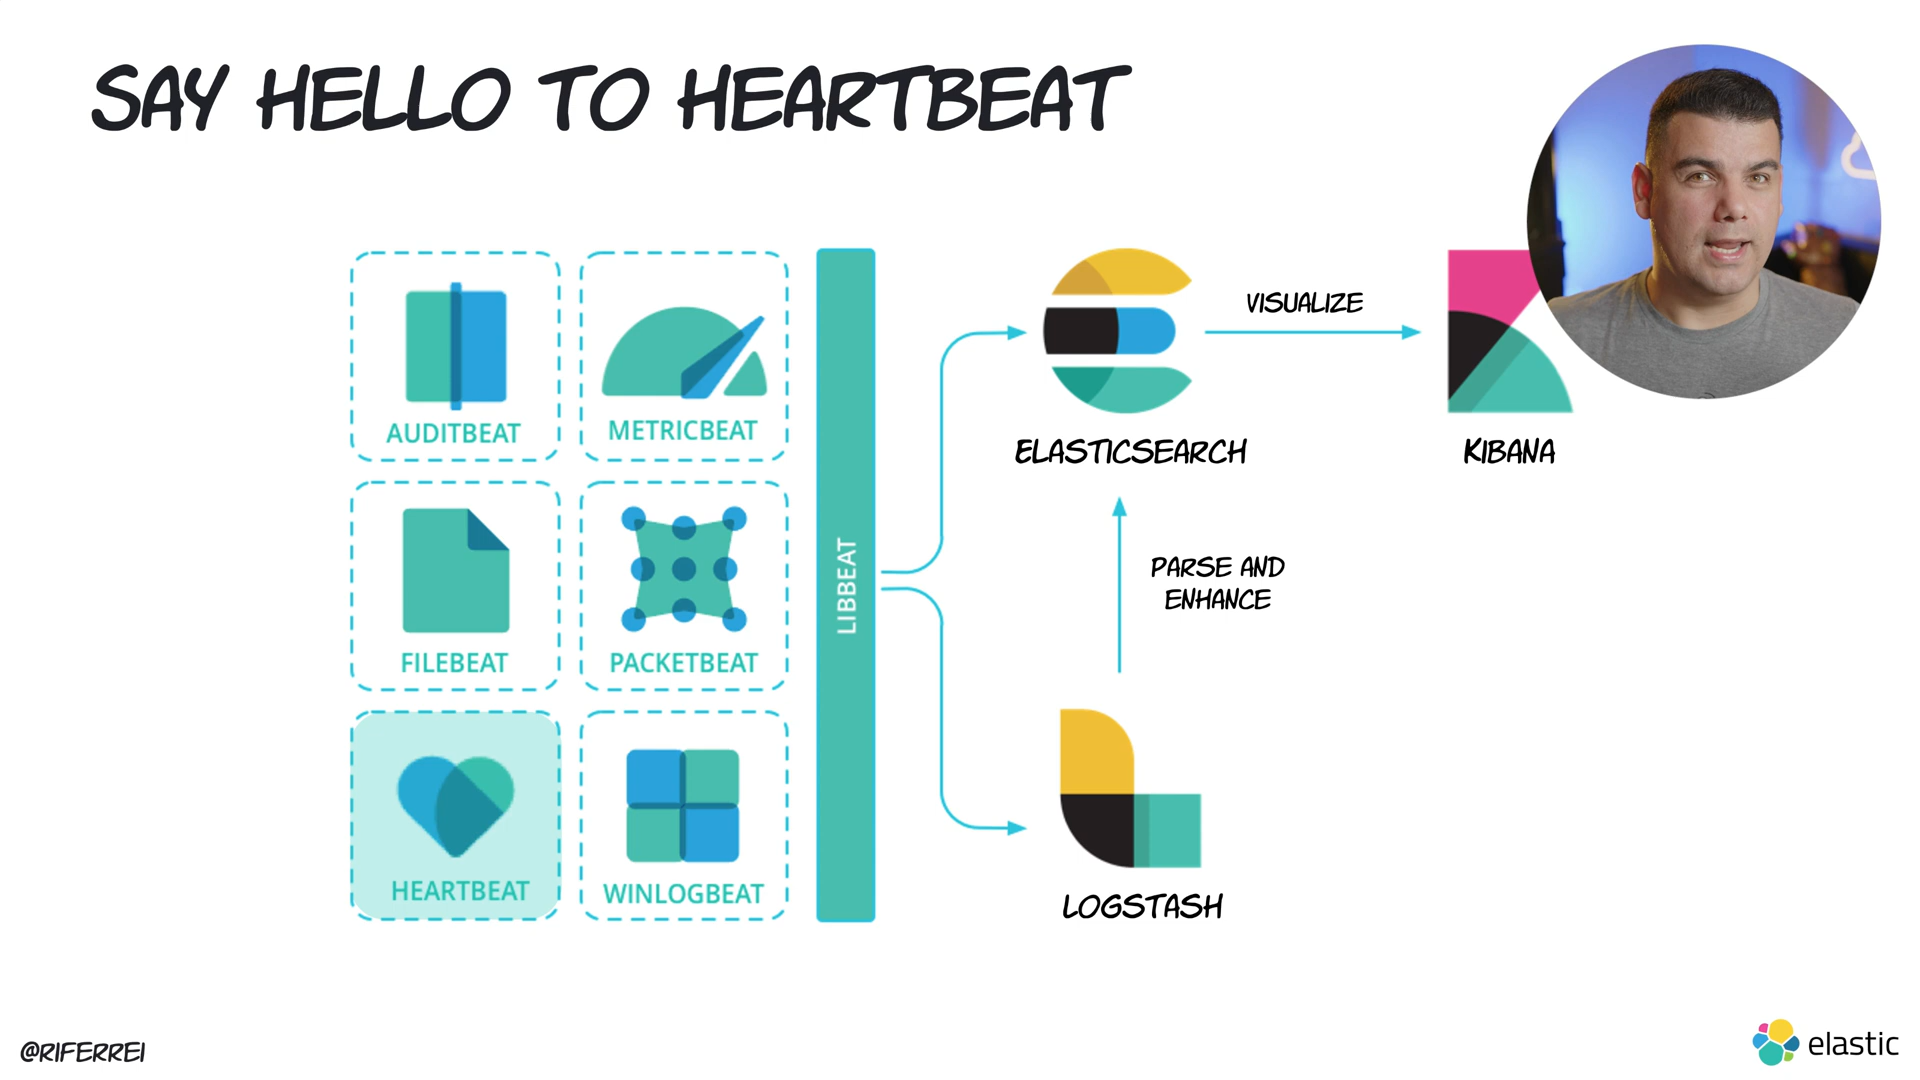 SAY HELLO TO HEARTBEAT
AUDITBEAT
METRICBEAT
FILEBEAT
PACKETBEAT
HEARTBEAT
WINLOGBEAT
LIBBEAT
ELASTICSEARCH
VISUALIZE
KIBANA
PARSE AND
ENHANCE
LOGSTASH
@RIFERREI
elastic